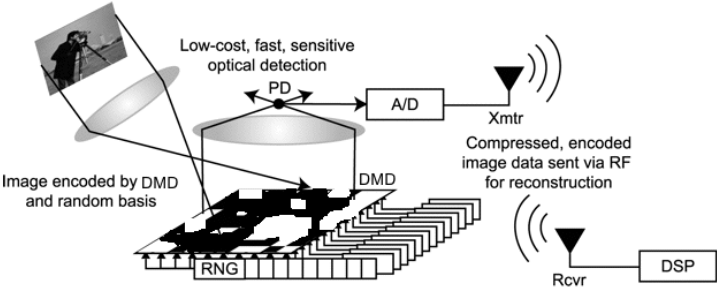 Low-cost, fast, sensitive
optical detection
PD
A/D
Xmtr
Compressed, encoded
image data sent via RF
for reconstruction
Image encoded by DMD
and random basis
DMD
RNG
Rcvr
DSP